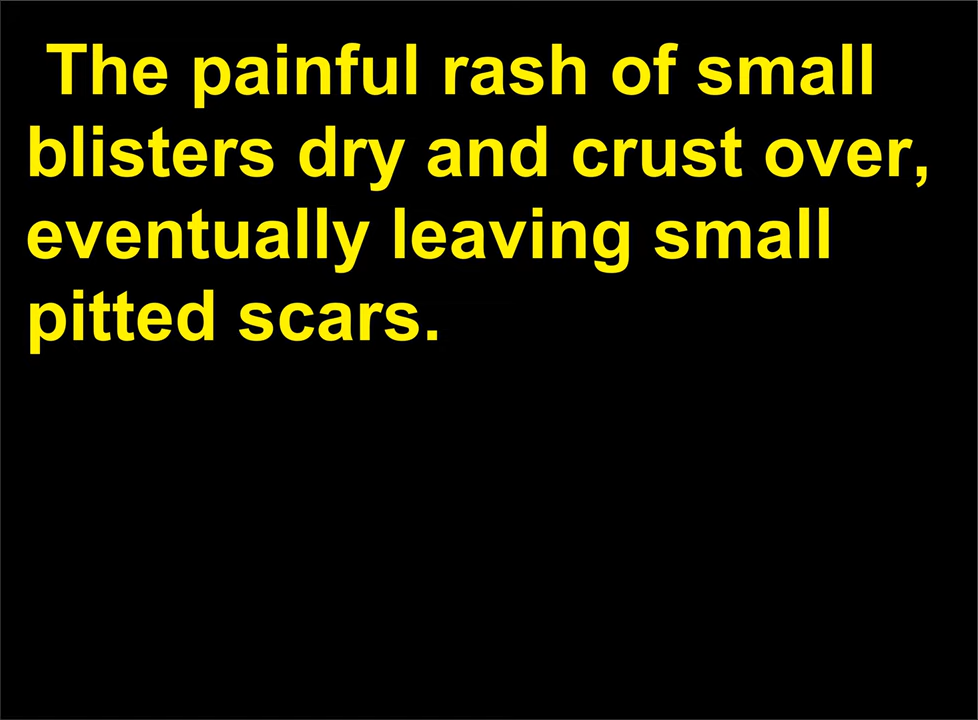 The painful rash of small
blisters dry and crust over,
eventually leaving small
pitted scars.